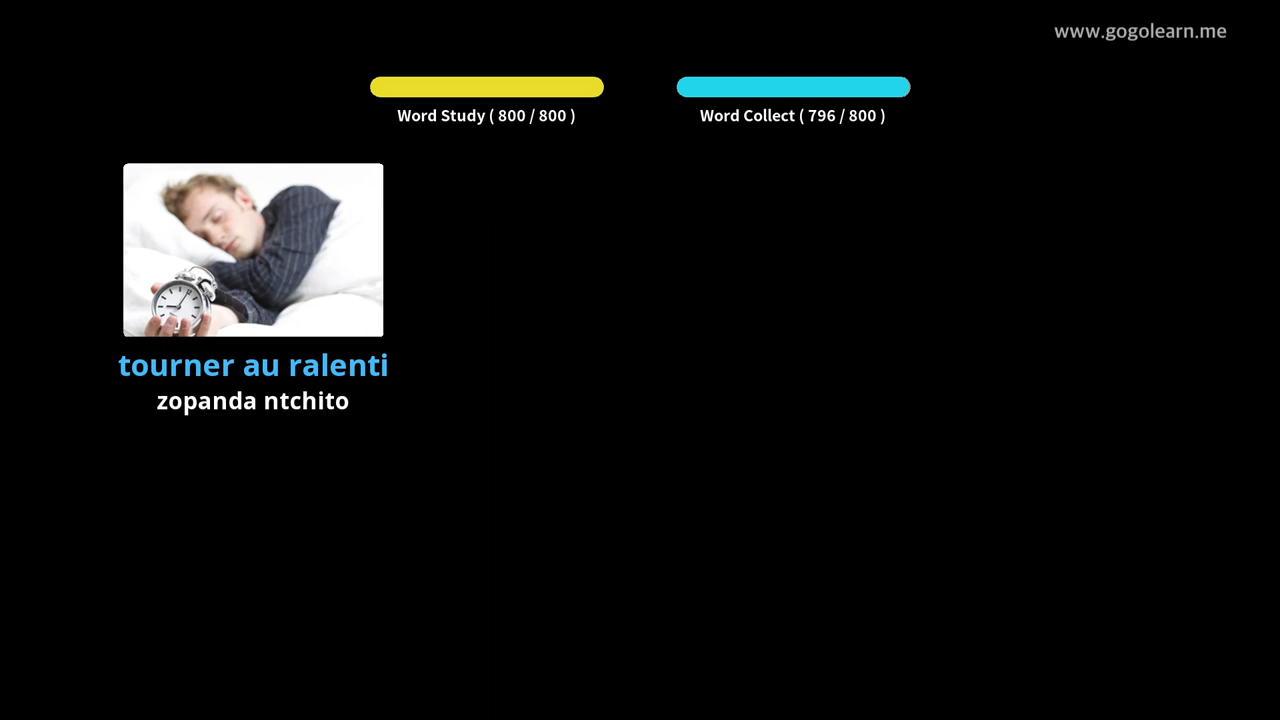 www.gogolearn.me
Word Study ( 800 / 800 )
Word Collect ( 796 / 800 )
tourner au ralenti
zopanda ntchito